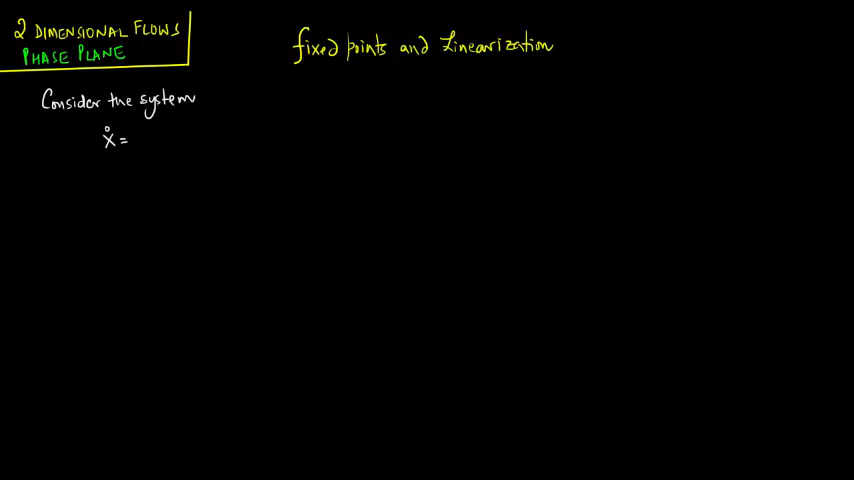 2 DIMENSIONAL FLOWS
PHASE PLANE
fixed points and Linearization
Consider the system
ẋ =